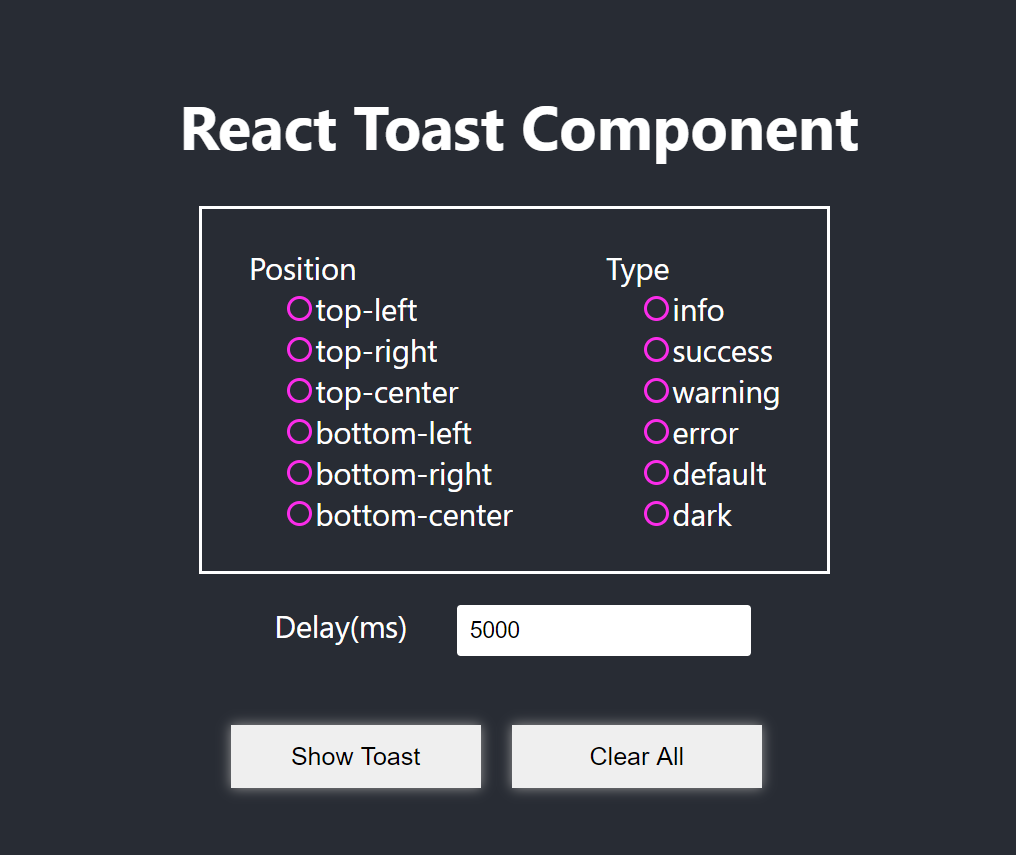 React Toast Component
Position
top-left
top-right
top-center
bottom-left
bottom-right
bottom-center
Type
info
success
warning
error
default
dark
Delay(ms)
5000
Show Toast
Clear All